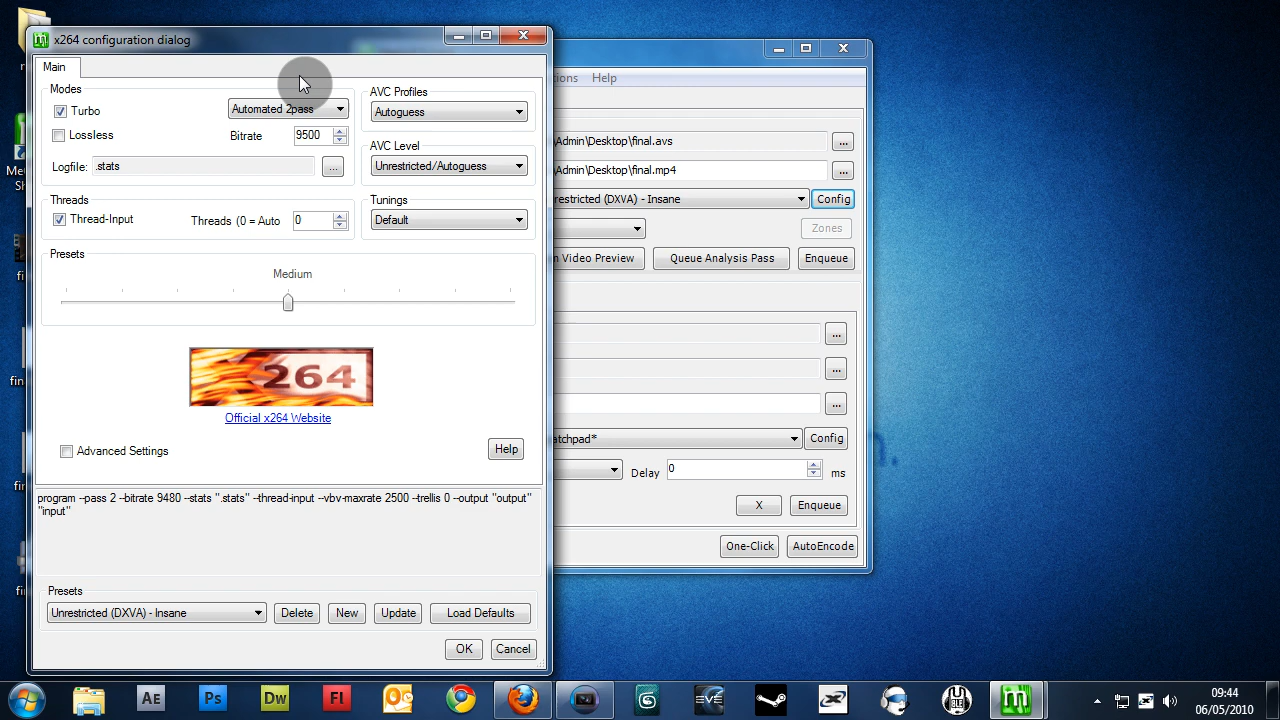 x264 configuration dialog
Main
Modes
Turbo
Automated 2pass
Lossless
Bitrate
9500
Logfile:
.stats
...
Threads
Thread-Input
Threads (0 = Auto
0
AVC Profiles
Autoguess
AVC Level
Unrestricted/Autoguess
Tunings
Default
Presets
Medium
264
Official x264 Website
Advanced Settings
Help
program --pass 2 --bitrate 9480 --stats ".stats" --thread-input --vbv-maxrate 2500 --trellis 0 --output "output"
"input"
Presets
Unrestricted (DXVA) - Insane
Delete
New
Update
Load Defaults
OK
Cancel
Help
\Admin\Desktop\final.avs
...
\Admin\Desktop\final.mp4
...
(DXVA) - Insane
Config
Zones
Video Preview
Queue Analysis Pass
Enqueue
...
...
...
Config
Delay
0
ms
X
Enqueue
One-Click
AutoEncode
Ae
Ps
Dw
Fl
EVE
09:44
06/05/2010